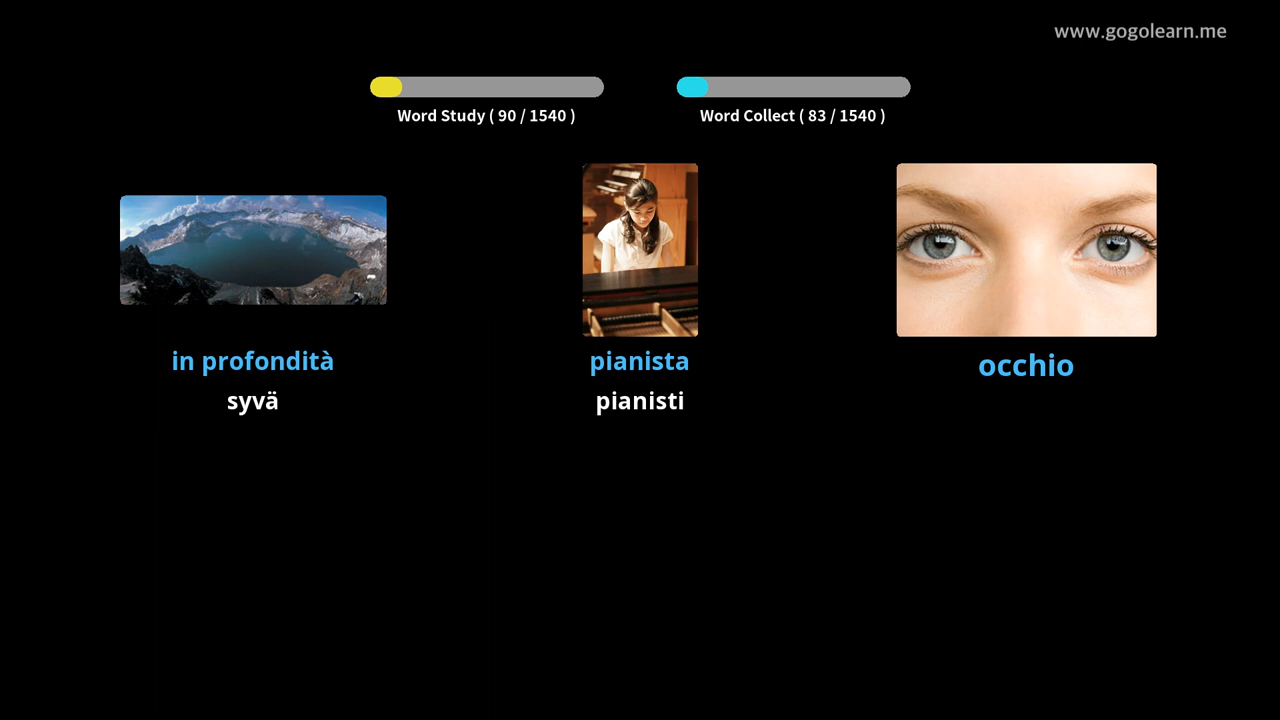 www.gogolearn.me
Word Study ( 90 / 1540 )
Word Collect ( 83 / 1540 )
in profondità
syvä
pianista
pianisti
occhio